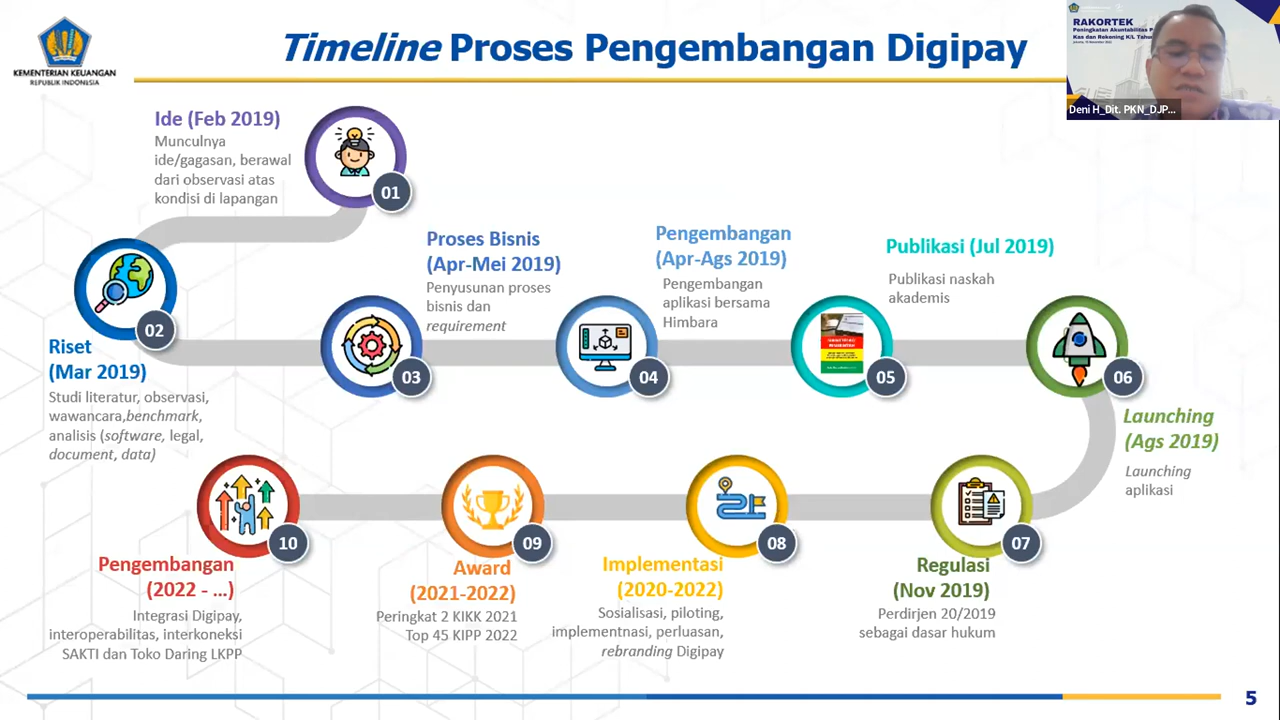 KEMENTERIAN KEUANGAN
REPUBLIK INDONESIA
Timeline Proses Pengembangan Digipay
RAKORTEK
Peningkatan Akuntabilitas P
Kas dan Rekening K/L Tahun
Deni H_Dit. PKN_DJP...
Ide (Feb 2019)
Munculnya
ide/gagasan, berawal
dari observasi atas
kondisi di lapangan
01
02
Riset
(Mar 2019)
Studi literatur, observasi,
wawancara,benchmark,
analisis (software, legal,
document, data)
Proses Bisnis
(Apr-Mei 2019)
Penyusunan proses
bisnis dan
requirement
03
Pengembangan
(Apr-Ags 2019)
Pengembangan
aplikasi bersama
Himbara
04
Publikasi (Jul 2019)
Publikasi naskah
akademis
05
06
Launching
(Ags 2019)
Launching
aplikasi
07
Regulasi
(Nov 2019)
Perdirjen 20/2019
sebagai dasar hukum
08
Implementasi
(2020-2022)
Sosialisasi, piloting,
implementnasi, perluasan,
rebranding Digipay
09
Award
(2021-2022)
Peringkat 2 KIKK 2021
Top 45 KIPP 2022
10
Pengembangan
(2022 - ...)
Integrasi Digipay,
interoperabilitas, interkoneksi
SAKTI dan Toko Daring LKPP
5